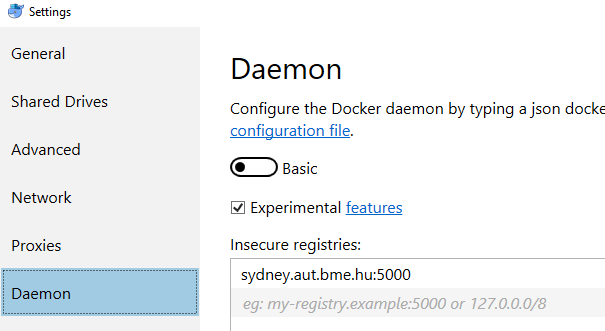 Settings
General
Shared Drives
Advanced
Network
Proxies
Daemon
Daemon
Configure the Docker daemon by typing a json docke
configuration file.
Basic
Experimental features
Insecure registries:
sydney.aut.bme.hu:5000
eg: my-registry.example:5000 or 127.0.0.0/8